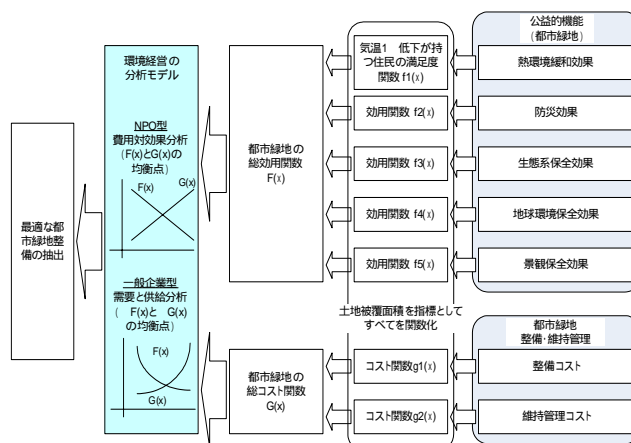 公益的機能
(都市緑地)
気温1 低下が持
つ住民の満足度
関数 f1(x)
熱環境緩和効果
環境経営の
分析モデル
効用関数 f2(x)
防災効果
NPO型
費用対効果分析
(F(x)とG(x)の
均衡点)
都市緑地の
総効用関数
F(x)
効用関数 f3(x)
生態系保全効果
F(x)
G(x)
効用関数 f4(x)
地球環境保全効果
最適な都
市緑地整
備の抽出
効用関数 f5(x)
景観保全効果
一般企業型
需要と供給分析
( F(x)と G(x)
の均衡点)
土地被覆面積を指標として
すべてを関数化
都市緑地
整備・維持管理
F(x)
G(x)
都市緑地の
総コスト関数
G(x)
コスト関数g1(x)
整備コスト
コスト関数g2(x)
維持管理コスト